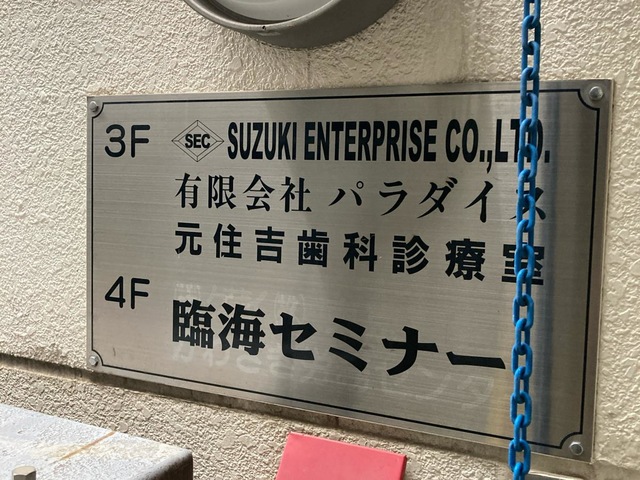 3F SEC SUZUKI ENTERPRISE CO.,LTD.
有限会社 パラダイス
元住吉歯科診療室
4F 臨海セミナー